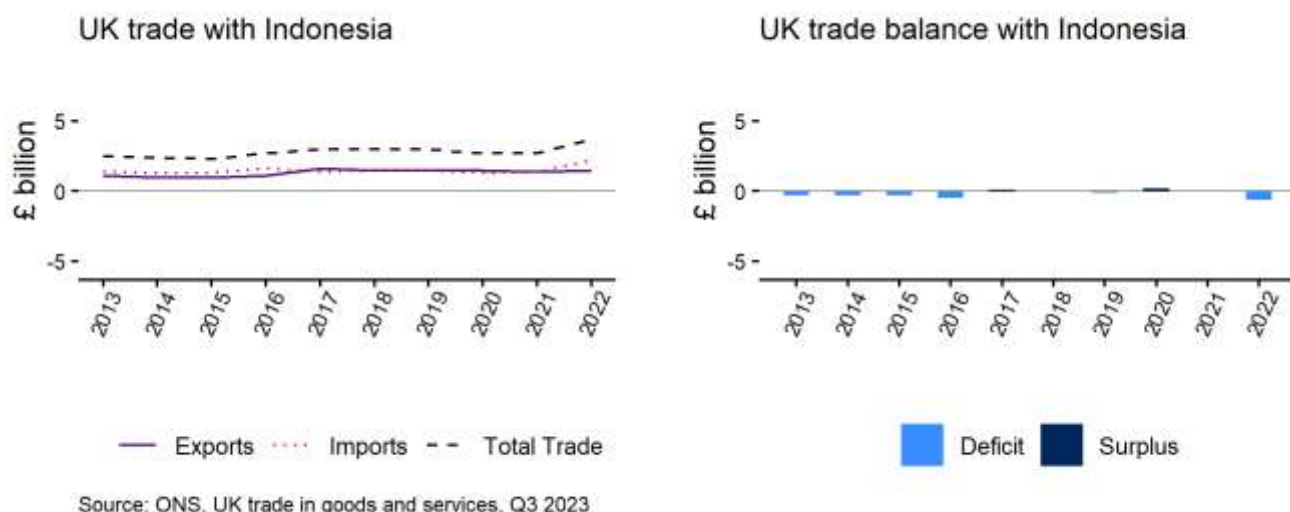 UK trade with Indonesia
£ billion
5
0
-5
2013
2014
2015
2016
2017
2018
2019
2020
2021
2022
Exports
Imports
Total Trade
Source: ONS, UK trade in goods and services, Q3 2023
UK trade balance with Indonesia
£ billion
5
0
-5
2013
2014
2015
2016
2017
2018
2019
2020
2021
2022
Deficit
Surplus